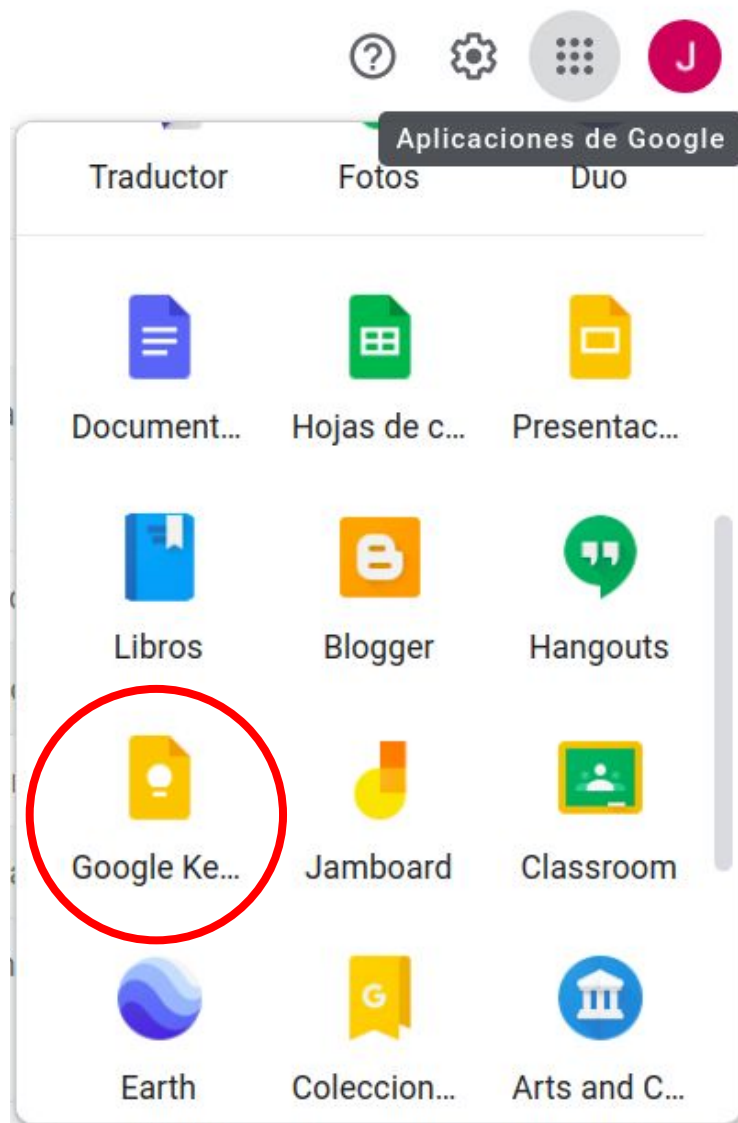 J
Aplicaciones de Google
Traductor Fotos Duo
Document... Hojas de c... Presentac...
Libros Blogger Hangouts
Google Ke... Jamboard Classroom
G
Earth Coleccion... Arts and C...